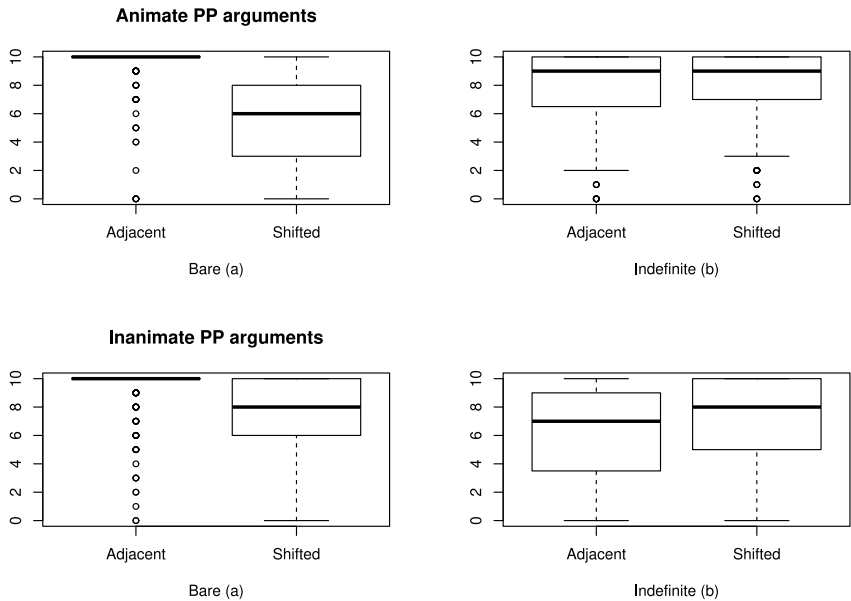 Animate PP arguments
10
8
6
4
2
0
Adjacent
Shifted
Bare (a)
10
8
6
4
2
0
Adjacent
Shifted
Indefinite (b)
Inanimate PP arguments
10
8
6
4
2
0
Adjacent
Shifted
Bare (a)
10
8
6
4
2
0
Adjacent
Shifted
Indefinite (b)